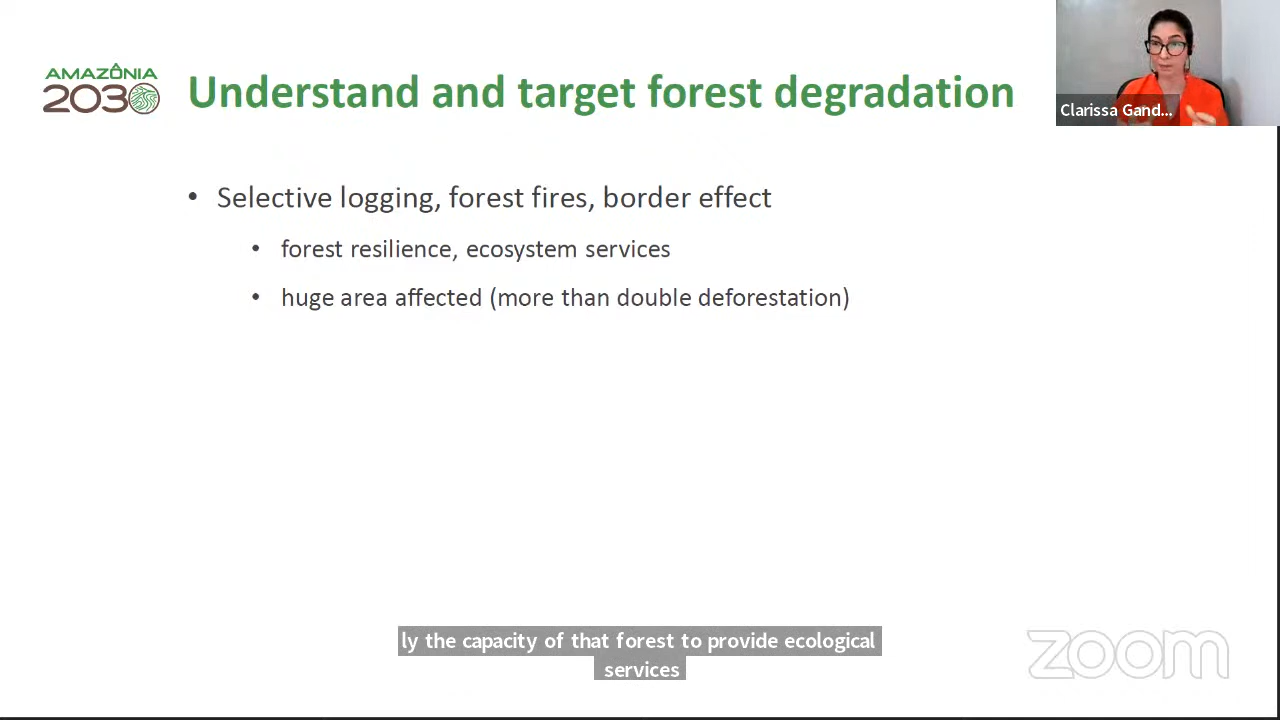 AMAZÔNIA
2030
Understand and target forest degradation
Clarissa Gand...
• Selective logging, forest fires, border effect
• forest resilience, ecosystem services
• huge area affected (more than double deforestation)
ly the capacity of that forest to provide ecological
services
zoom